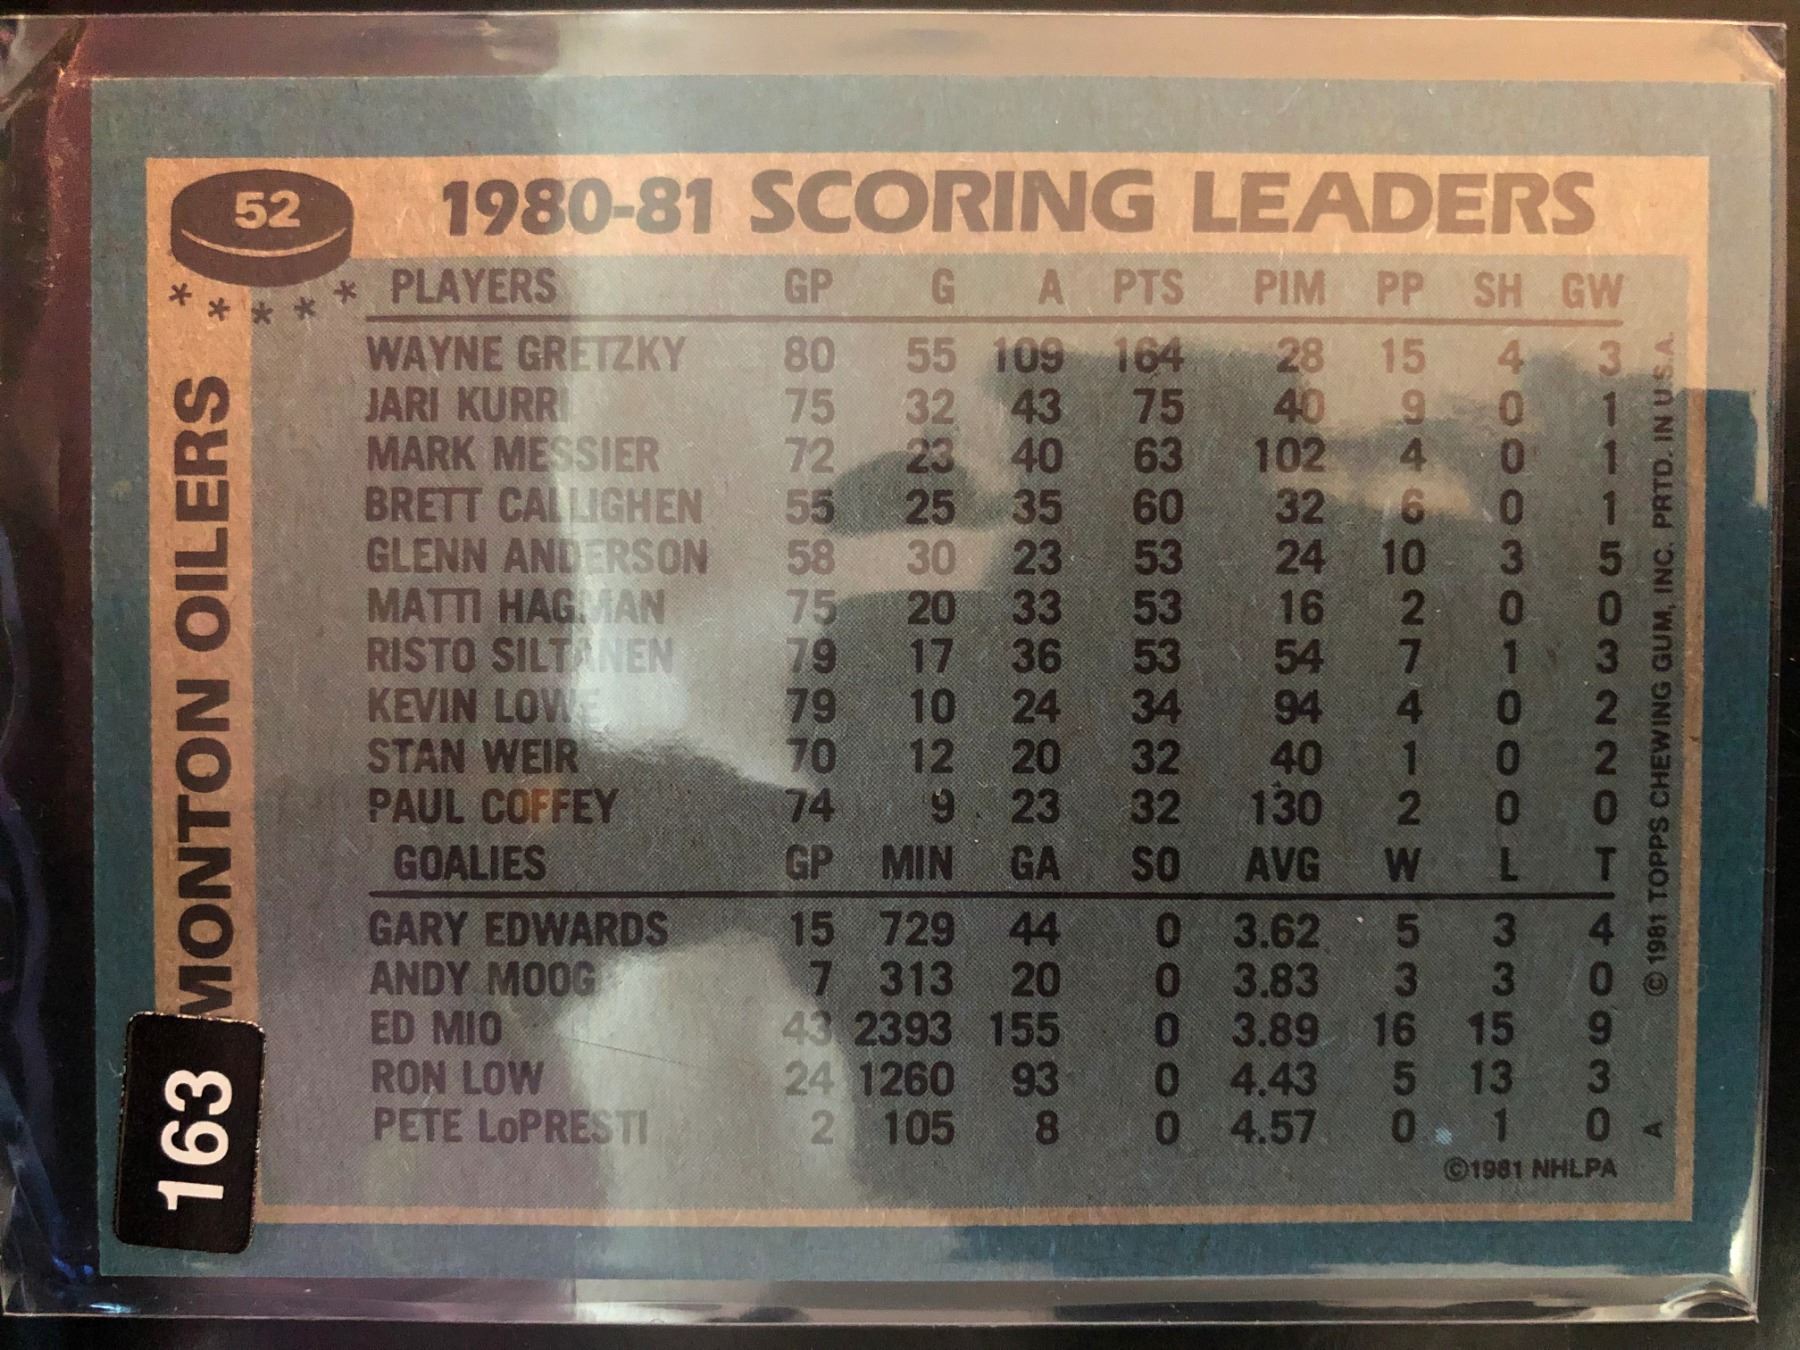 52
1980-81 SCORING LEADERS
* * * * *
PLAYERS GP G A PTS PIM PP SH GW
WAYNE GRETZKY 80 55 109 164 28 15 4 3
JARI KURRI 75 32 43 75 40 9 0 1
MARK MESSIER 72 23 40 63 102 4 0 1
BRETT CALLIGHEN 55 25 35 60 32 6 0 1
GLENN ANDERSON 58 30 23 53 24 10 3 5
MATTI HAGMAN 75 20 33 53 16 2 0 0
RISTO SILTANEN 79 17 36 53 54 7 1 3
KEVIN LOWE 79 10 24 34 94 4 0 2
STAN WEIR 70 12 20 32 40 1 0 2
PAUL COFFEY 74 9 23 32 130 2 0 0
GOALIES GP MIN GA SO AVG W L T
GARY EDWARDS 15 729 44 0 3.62 5 3 4
ANDY MOOG 7 313 20 0 3.83 3 3 0
ED MIO 43 2393 155 0 3.89 16 15 9
RON LOW 24 1260 93 0 4.43 5 13 3
PETE LoPRESTI 2 105 8 0 4.57 0 1 0
©1981 NHLPA
MONTON OILERS
163
©1981 TOPPS CHEWING GUM, INC. PRTD. IN U.S.A.
A